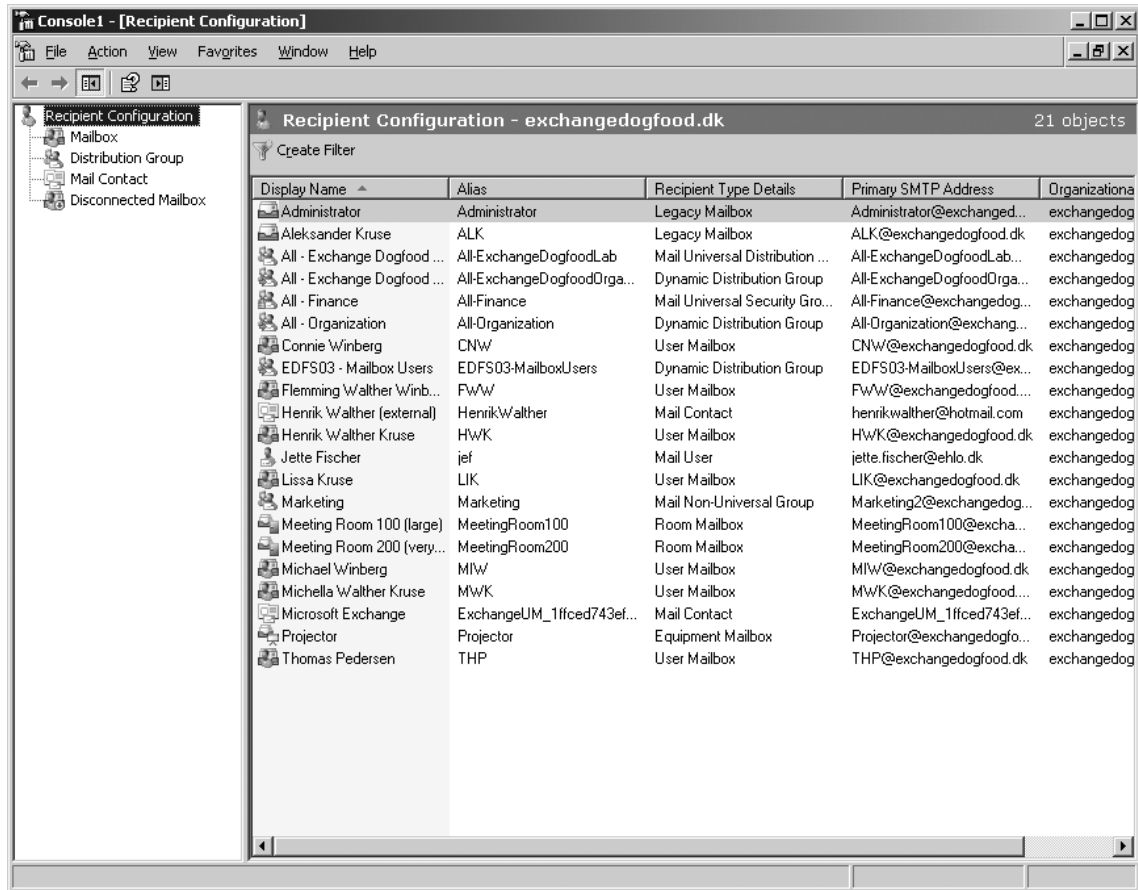 Console1 - [Recipient Configuration]
File Action View Favorites Window Help
Recipient Configuration
Mailbox
Distribution Group
Mail Contact
Disconnected Mailbox
Recipient Configuration - exchangedogfood.dk 21 objects
Create Filter
Display Name Alias Recipient Type Details Primary SMTP Address Organizationa
Administrator Administrator Legacy Mailbox Administrator@exchanged... exchangedog
Aleksander Kruse ALK Legacy Mailbox ALK@exchangedogfood.dk exchangedog
All - Exchange Dogfood ... All-ExchangeDogfoodLab Mail Universal Distribution ... All-ExchangeDogfoodLab... exchangedog
All - Exchange Dogfood ... All-ExchangeDogfoodOrga... Dynamic Distribution Group All-ExchangeDogfoodOrga... exchangedog
All - Finance All-Finance Mail Universal Security Gro... All-Finance@exchangedog... exchangedog
All - Organization All-Organization Dynamic Distribution Group All-Organization@exchang... exchangedog
Connie Winberg CNW User Mailbox CNW@exchangedogfood.dk exchangedog
EDFS03 - Mailbox Users EDFS03-MailboxUsers Dynamic Distribution Group EDFS03-MailboxUsers@ex... exchangedog
Flemming Walther Winb... FWW User Mailbox FWW@exchangedogfood.... exchangedog
Henrik Walther (external) HenrikWalther Mail Contact henrikwalther@hotmail.com exchangedog
Henrik Walther Kruse HWK User Mailbox HWK@exchangedogfood.dk exchangedog
Jette Fischer jef Mail User jette.fischer@ehlo.dk exchangedog
Lissa Kruse LIK User Mailbox LIK@exchangedogfood.dk exchangedog
Marketing Marketing Mail Non-Universal Group Marketing2@exchangedog... exchangedog
Meeting Room 100 (large) MeetingRoom100 Room Mailbox MeetingRoom100@excha... exchangedog
Meeting Room 200 (very... MeetingRoom200 Room Mailbox MeetingRoom200@excha... exchangedog
Michael Winberg MIW User Mailbox MIW@exchangedogfood.dk exchangedog
Michella Walther Kruse MWK User Mailbox MWK@exchangedogfood.... exchangedog
Microsoft Exchange ExchangeUM_1ffced743ef... Mail Contact ExchangeUM_1ffced743ef... exchangedog
Projector Projector Equipment Mailbox Projector@exchangedogfo... exchangedog
Thomas Pedersen THP User Mailbox THP@exchangedogfood.dk exchangedog